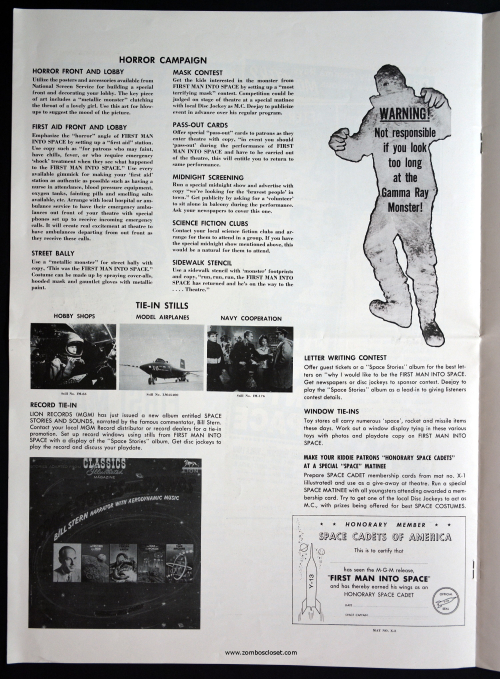 HORROR CAMPAIGN
HORROR FRONT AND LOBBY
Utilize the posters and accessories available from
National Screen Service for building a special
front and decorating your lobby. The key piece
of art includes a "metallic monster" clutching
the throat of a lovely girl. Use this art for blow-
ups to suggest the mood of the picture.
FIRST AID FRONT AND LOBBY
Emphasize the "horror" angle of FIRST MAN
INTO SPACE by setting up a "first aid" station.
Use copy such as "for patrons who may faint,
have chills, fever, or who require emergency
'shock' treatment when they see what happened
to the FIRST MAN INTO SPACE." Use every
available gimmick for making your 'first aid'
station as authentic as possible such as having a
nurse in attendance, blood pressure equipment,
oxygen tanks, fainting pills and smelling salts
available, etc. Arrange with local hospital or am-
bulance service to have their emergency ambu-
lances out front of your theatre with special
phones set up to receive incoming emergency
calls. It will create real excitement at theatre to
have ambulances departing from out front as
they receive these calls.
STREET BALLY
Use a "metallic monster" for street bally with
copy, "This was the FIRST MAN INTO SPACE."
Costume can be made up by spraying cover-alls,
hooded mask and gauntlet gloves with metallic
paint.
MASK CONTEST
Get the kids interested in the monster from
FIRST MAN INTO SPACE by setting up a "most
terrifying mask" contest. Competition could be
judged on stage of theatre at a special matinee
with local Disc Jockey as M.C. Deejay to publicize
event in advance over his regular program.
PASS-OUT CARDS
Offer special "pass-out" cards to patrons as they
enter theatre with copy, "in event you should
'pass-out' during the performance of FIRST
MAN INTO SPACE and have to be carried out
of the theatre, this will entitle you to return to
same performance.
MIDNIGHT SCREENING
Run a special midnight show and advertise with
copy "we're looking for the 'bravest people' in
town." Get publicity by asking for a 'volunteer'
to sit alone in balcony during the performance.
Ask your newspapers to cover this one.
SCIENCE FICTION CLUBS
Contact your local science fiction clubs and ar-
range for them to attend in a group. If you have
the special midnight show mentioned above, this
would be a natural for them to attend.
SIDEWALK STENCIL
Use a sidewalk stencil with 'monster' footprints
and copy, "run, run, run, the FIRST MAN INTO
SPACE has returned and he's on the way to the
. . . . Theatre."
WARNING!
Not responsible
if you look
too long
at the
Gamma Ray
Monster!
TIE-IN STILLS
HOBBY SHOPS
MODEL AIRPLANES
NAVY COOPERATION
RECORD TIE-IN
LION RECORDS (MGM) has just issued a new album entitled SPACE
STORIES AND SOUNDS, narrated by the famous commentator, Bill Stern.
Contact your local MGM Record distributor or record dealers for a tie-in
promotion. Set up record windows using stills from FIRST MAN INTO
SPACE with a display of the "Space Stories" album. Get disc jockeys to
play the record and discuss your playdate.
CLASSICS
MAGAZINE
BILL STERN NARRATOR WITH AERODYNAMIC MUSIC
LETTER WRITING CONTEST
Offer guest tickets or a "Space Stories" album for the best let-
ters on "why I would like to be the FIRST MAN INTO SPACE.
Get newspapers or disc jockeys to sponsor contest. Deejay to
play the "Space Stories" album as a lead-in to giving listeners
contest details.
WINDOW TIE-INS
Toy stores all carry numerous 'space', rocket and missile items
these days. Work out a window display tying in these various
toys with photos and playdate copy on FIRST MAN INTO
SPACE.
MAKE YOUR KIDDIE PATRONS "HONORARY SPACE CADETS"
AT A SPECIAL "SPACE" MATINEE
Prepare SPACE CADET membership cards from mat no. X-1
(illustrated) and use as a give-away at theatre. Run a special
SPACE MATINEE with all youngsters attending awarded a mem-
bership card. Try to get one of the local Disc Jockeys to act as
M.C., with prizes being offered for best SPACE COSTUMES.
HONORARY MEMBER
SPACE CADETS OF AMERICA
This is to certify that
has seen the M-G-M release,
"FIRST MAN INTO SPACE"
and has thereby earned his wings as an
HONORARY SPACE CADET
Y-13
DATE
OFFICIAL
SEAL
www.zomboscloset.com